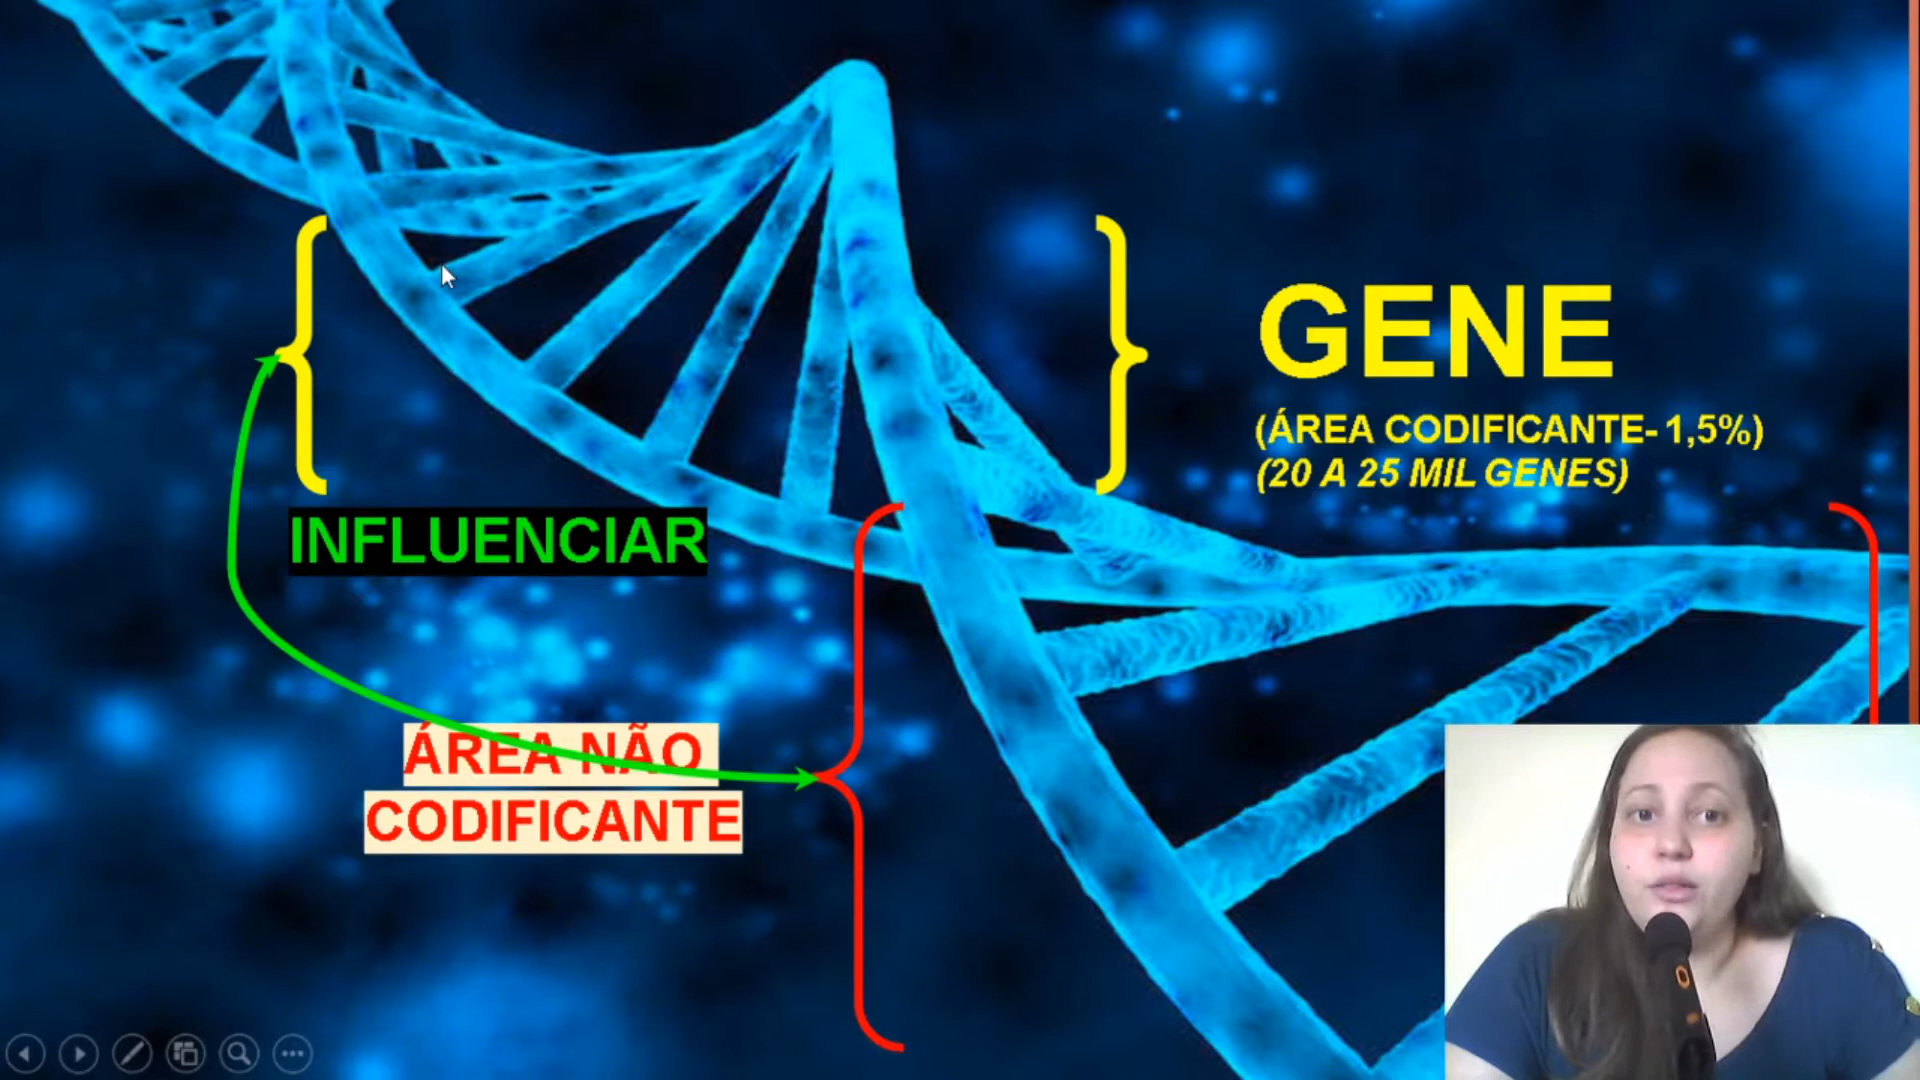 GENE
(ÁREA CODIFICANTE- 1,5%)
(20 A 25 MIL GENES)
INFLUENCIAR
ÁREA NÃO
CODIFICANTE